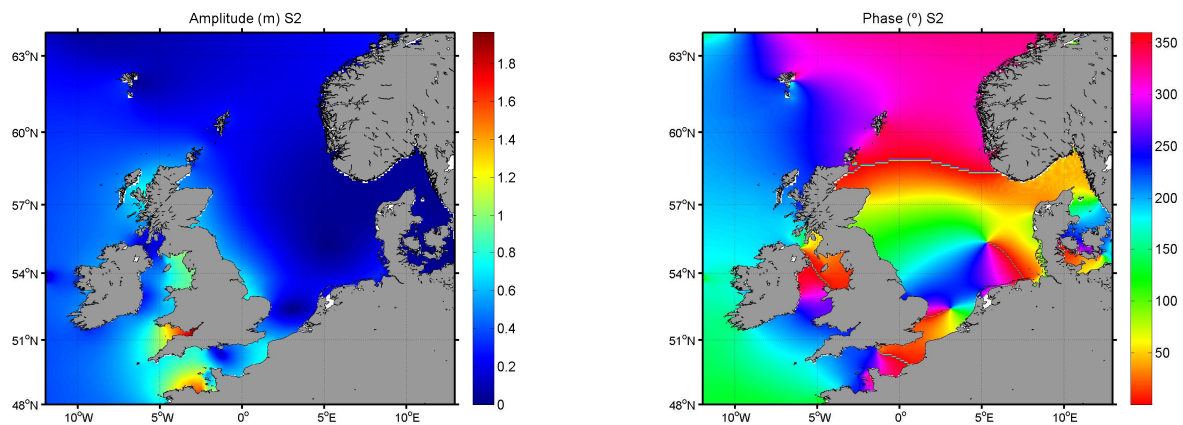 Amplitude (m) S2
63°N
60°N
57°N
54°N
51°N
48°N
10°W
5°W
0°
5°E
10°E
1.8
1.6
1.4
1.2
1
0.8
0.6
0.4
0.2
0
Phase (º) S2
63°N
60°N
57°N
54°N
51°N
48°N
10°W
5°W
0°
5°E
10°E
350
300
250
200
150
100
50